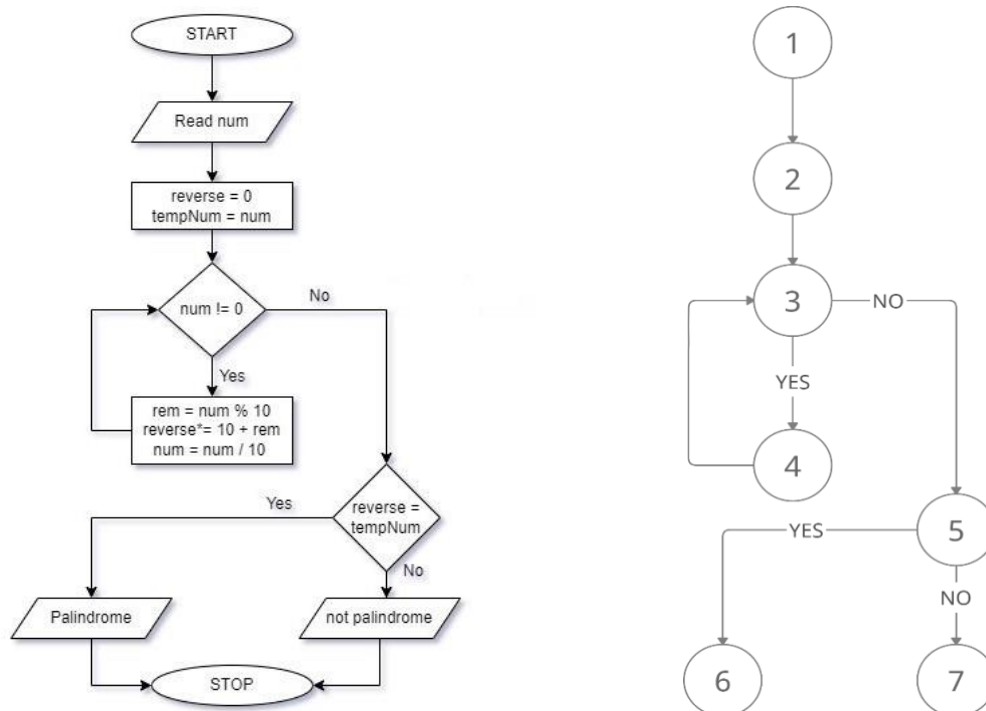 START
Read num
reverse = 0
tempNum = num
num != 0
No
Yes
rem = num % 10
reverse*= 10 + rem
num = num / 10
Yes
reverse =
tempNum
No
Palindrome
not palindrome
STOP
1
2
3
NO
YES
4
5
YES
NO
6
7